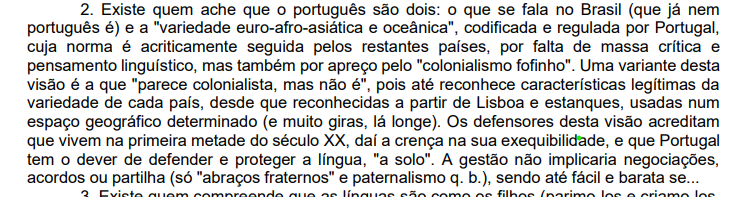 2. Existe quem ache que o português são dois: o que se fala no Brasil (que já nem
português é) e a "variedade euro-afro-asiática e oceânica", codificada e regulada por Portugal,
cuja norma é acriticamente seguida pelos restantes países, por falta de massa crítica e
pensamento linguístico, mas também por apreço pelo "colonialismo fofinho". Uma variante desta
visão é a que "parece colonialista, mas não é", pois até reconhece características legítimas da
variedade de cada país, desde que reconhecidas a partir de Lisboa e estanques, usadas num
espaço geográfico determinado (e muito giras, lá longe). Os defensores desta visão acreditam
que vivem na primeira metade do século XX, daí a crença na sua exequibilidade, e que Portugal
tem o dever de defender e proteger a língua, "a solo". A gestão não implicaria negociações,
acordos ou partilha (só "abraços fraternos" e paternalismo q. b.), sendo até fácil e barata se...
3. Existe quem compreende que as línguas são como os filhos (parimo-los e criamo-los,